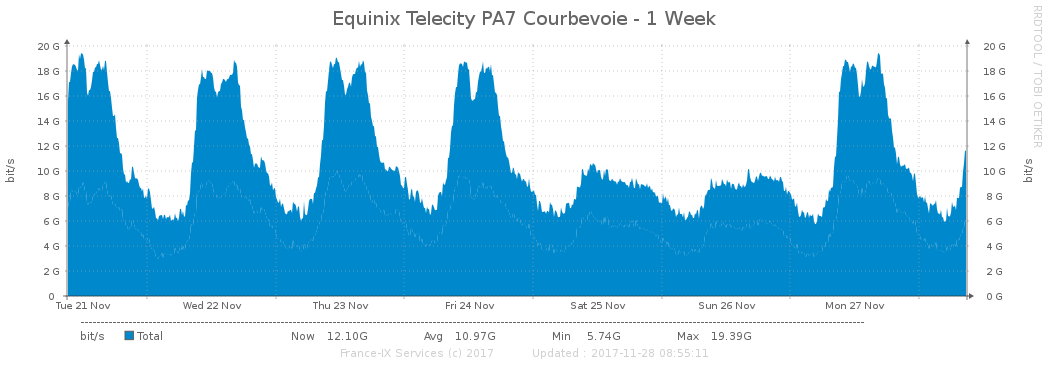 Equinix Telecity PA7 Courbevoie - 1 Week
RRDTOOL / TOBI OETIKER
bit/s
20 G
18 G
16 G
14 G
12 G
10 G
8 G
6 G
4 G
2 G
0
20 G
18 G
16 G
14 G
12 G
10 G
8 G
6 G
4 G
2 G
0 G
bit/s
Tue 21 Nov Wed 22 Nov Thu 23 Nov Fri 24 Nov Sat 25 Nov Sun 26 Nov Mon 27 Nov
bit/s Total Now 12.10G Avg 10.97G Min 5.74G Max 19.39G
France-IX Services (c) 2017 Updated : 2017-11-28 08:55:11